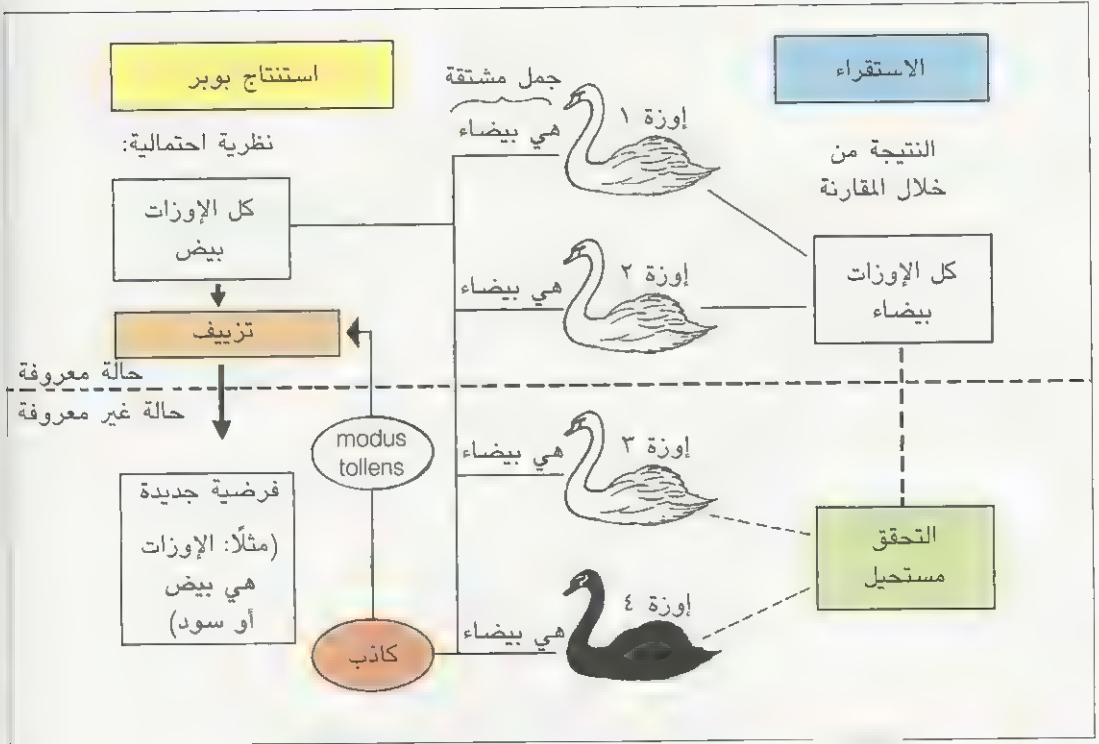 الاستقراء
النتيجة من
خلال المقارنة
كل الإوزات
بيضاء
التحقق
مستحيل
استنتاج بوبر
نظرية احتمالية:
كل الإوزات
بيض
تزييف
حالة معروفة
حالة غير معروفة
فرضية جديدة
(مثلًا: الإوزات
هي بيض
أو سود)
modus
tollens
كاذب
جمل مشتقة
إوزة ١ هي بيضاء
إوزة ٢ هي بيضاء
إوزة ٣ هي بيضاء
إوزة ٤ هي بيضاء